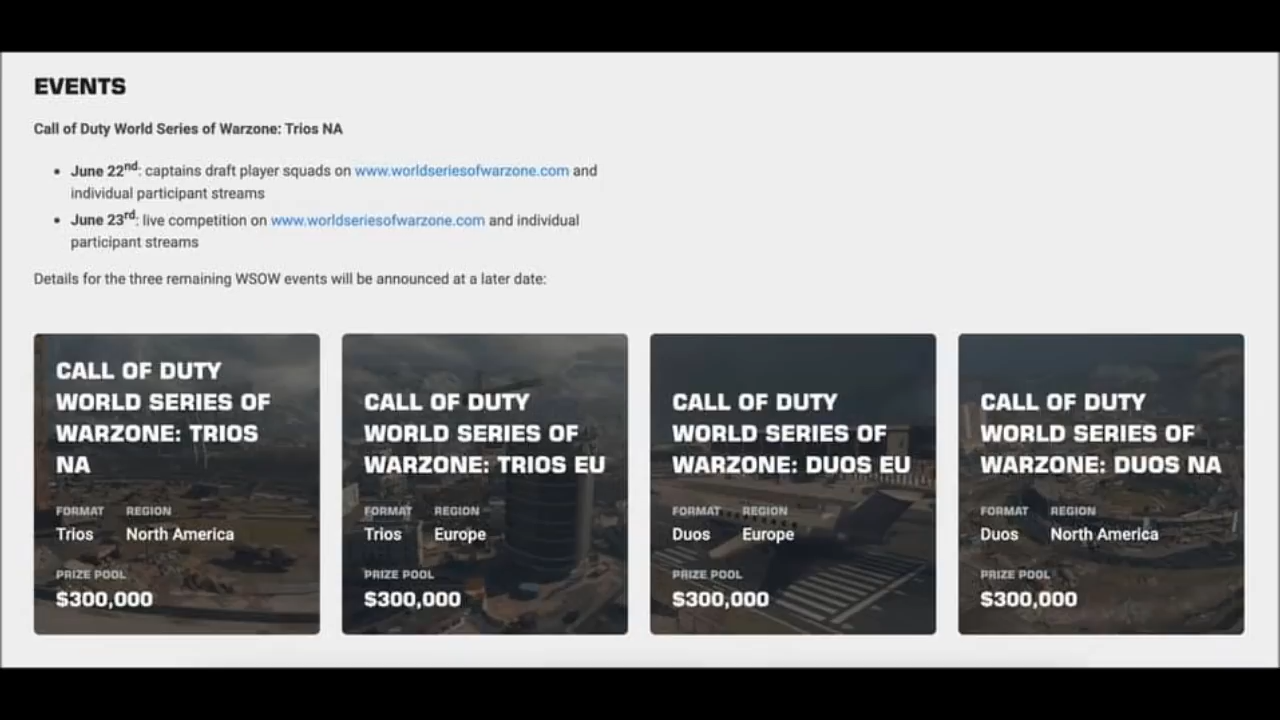 EVENTS
Call of Duty World Series of Warzone: Trios NA
• June 22nd: captains draft player squads on www.worldseriesofwarzone.com and
individual participant streams
• June 23rd: live competition on www.worldseriesofwarzone.com and individual
participant streams
Details for the three remaining WSOW events will be announced at a later date:
CALL OF DUTY
WORLD SERIES OF
WARZONE: TRIOS
NA
FORMAT REGION
Trios North America
PRIZE POOL
$300,000
CALL OF DUTY
WORLD SERIES OF
WARZONE: TRIOS EU
FORMAT REGION
Trios Europe
PRIZE POOL
$300,000
CALL OF DUTY
WORLD SERIES OF
WARZONE: DUOS EU
FORMAT REGION
Duos Europe
PRIZE POOL
$300,000
CALL OF DUTY
WORLD SERIES OF
WARZONE: DUOS NA
FORMAT REGION
Duos North America
PRIZE POOL
$300,000